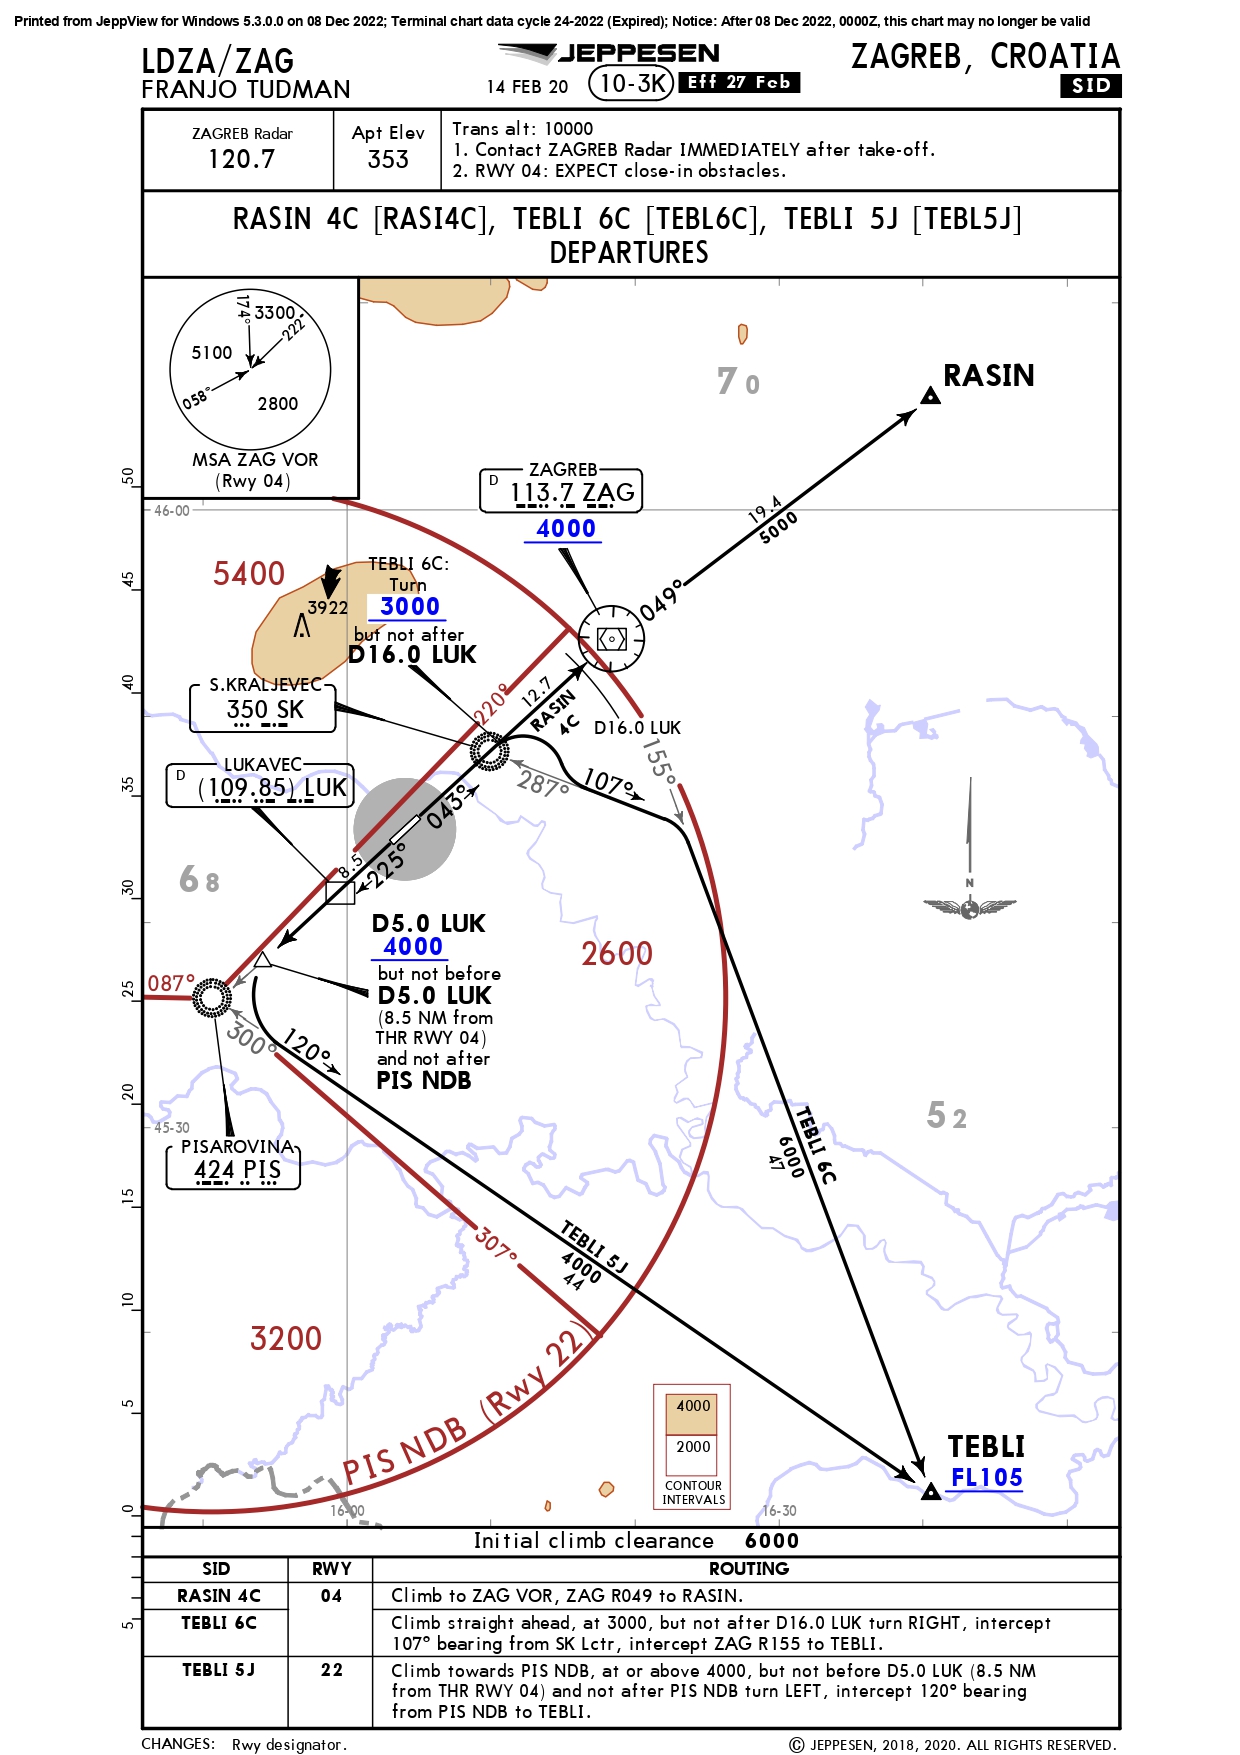 Printed from JeppView for Windows 5.3.0.0 on 08 Dec 2022; Terminal chart data cycle 24-2022 (Expired); Notice: After 08 Dec 2022, 0000Z, this chart may no longer be valid
LDZA/ZAG
FRANJO TUDMAN
JEPPESEN
14 FEB 20
10-3K
Eff 27 Feb
ZAGREB, CROATIA
SID
ZAGREB Radar
120.7
Apt Elev
353
Trans alt: 10000
1. Contact ZAGREB Radar IMMEDIATELY after take-off.
2. RWY 04: EXPECT close-in obstacles.
RASIN 4C [RASI4C], TEBLI 6C [TEBL6C], TEBLI 5J [TEBL5J]
DEPARTURES
174°
3300
222°
5100
058°
2800
MSA ZAG VOR
(Rwy 04)
7 0
RASIN
ZAGREB
D 113.7 ZAG
4000
19.4
5000
049°
50
46-00
45
5400
3922
TEBLI 6C:
Turn
3000
but not after
D16.0 LUK
40
S.KRALJEVEC
350 SK
220°
12.7
RASIN
4C
D16.0 LUK
155°
LUKAVEC
D (109.85) LUK
287°
107°
35
043°
8.5
225°
6 8
30
N
D5.0 LUK
4000
but not before
D5.0 LUK
(8.5 NM from
THR RWY 04)
and not after
PIS NDB
2600
087°
25
300°
120°
20
45-30
5 2
PISAROVINA
424 PIS
TEBLI 6C
6000
47
15
307°
TEBLI 5J
4000
44
10
3200
PIS NDB (Rwy 22)
5
4000
2000
CONTOUR
INTERVALS
TEBLI
FL105
0
16-00
16-30
Initial climb clearance 6000
SID
RWY
ROUTING
RASIN 4C
04
Climb to ZAG VOR, ZAG R049 to RASIN.
5
TEBLI 6C
Climb straight ahead, at 3000, but not after D16.0 LUK turn RIGHT, intercept
107° bearing from SK Lctr, intercept ZAG R155 to TEBLI.
TEBLI 5J
22
Climb towards PIS NDB, at or above 4000, but not before D5.0 LUK (8.5 NM
from THR RWY 04) and not after PIS NDB turn LEFT, intercept 120° bearing
from PIS NDB to TEBLI.
CHANGES: Rwy designator.
© JEPPESEN, 2018, 2020. ALL RIGHTS RESERVED.